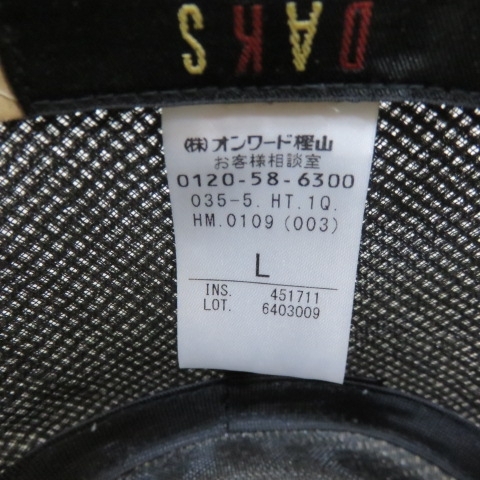 DAKS
㈱オンワード樫山
お客様相談室
0120-58-6300
035-5. HT. 1Q.
HM. 0109 (003)
L
INS. 451711
LOT. 6403009